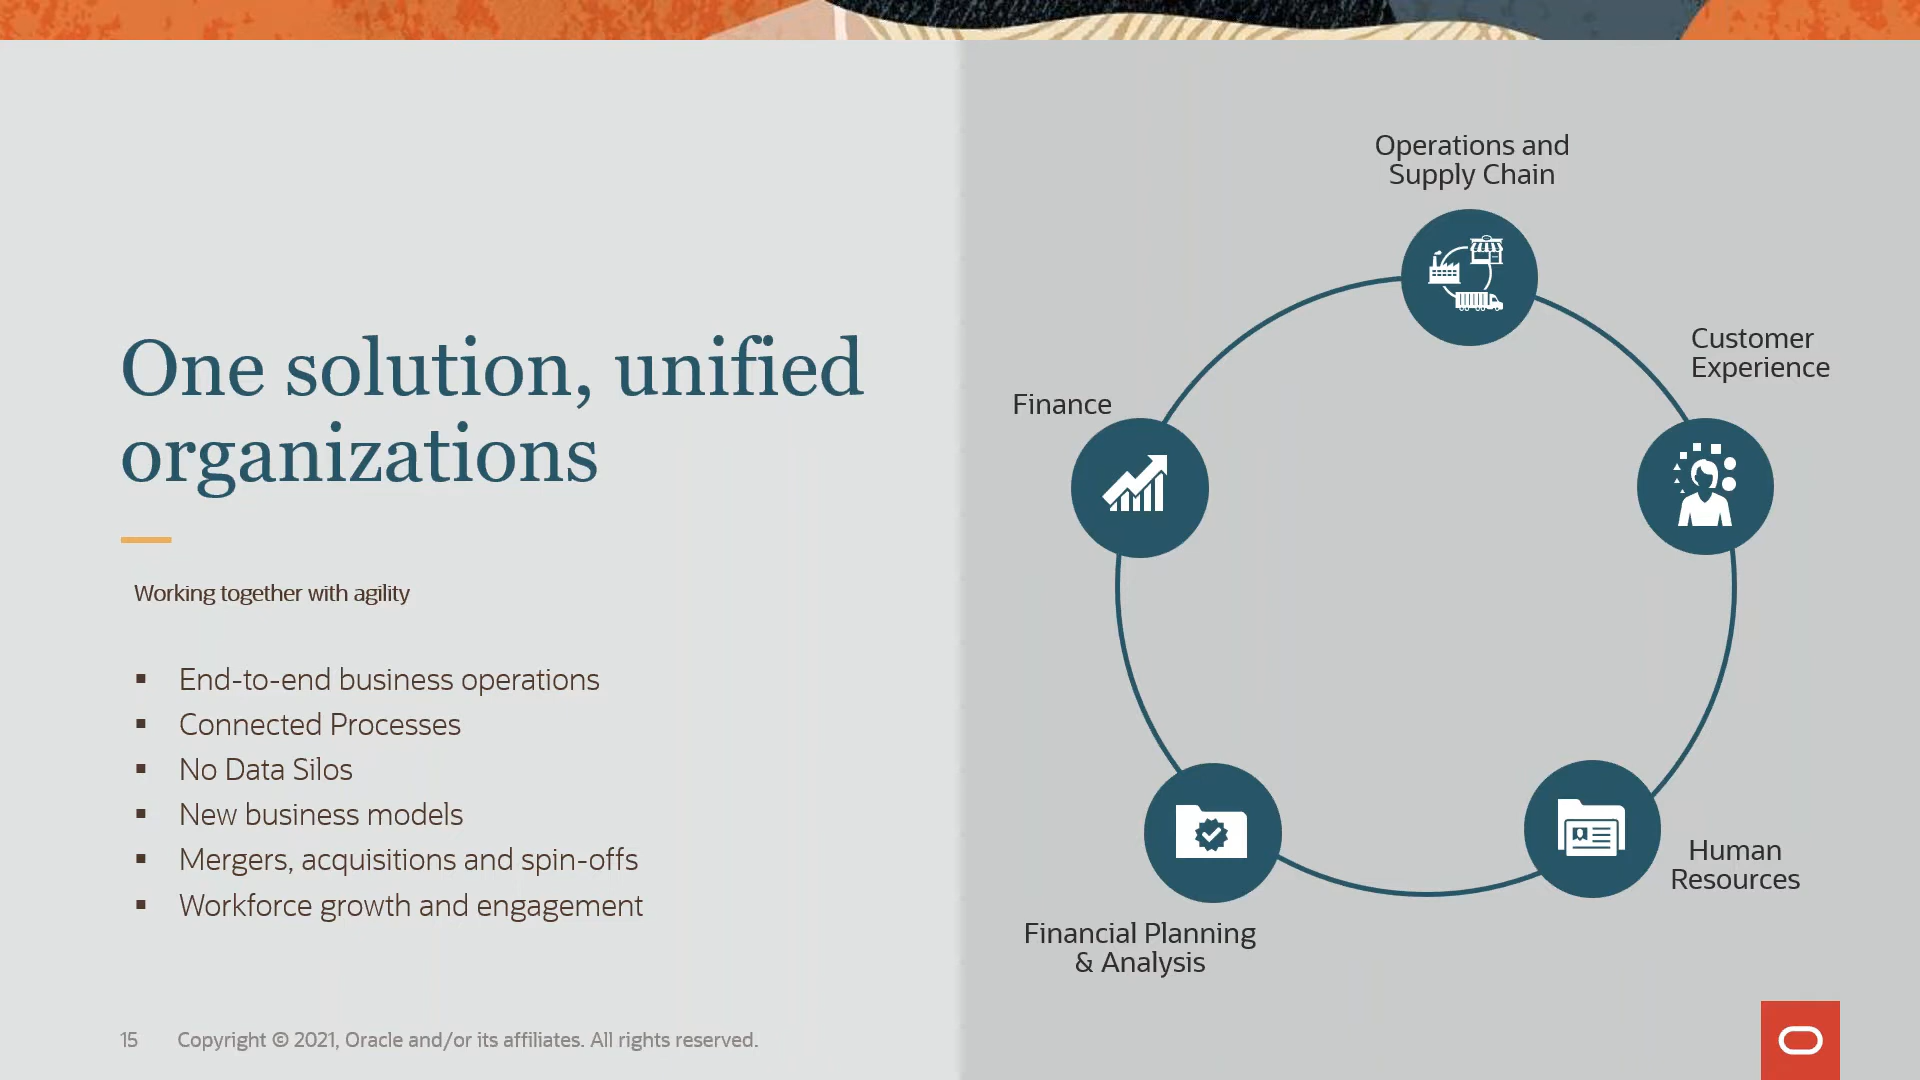 One solution, unified
organizations
Working together with agility
▪ End-to-end business operations
▪ Connected Processes
▪ No Data Silos
▪ New business models
▪ Mergers, acquisitions and spin-offs
▪ Workforce growth and engagement
Operations and
Supply Chain
Customer
Experience
Finance
Human
Resources
Financial Planning
& Analysis
15 Copyright © 2021, Oracle and/or its affiliates. All rights reserved.